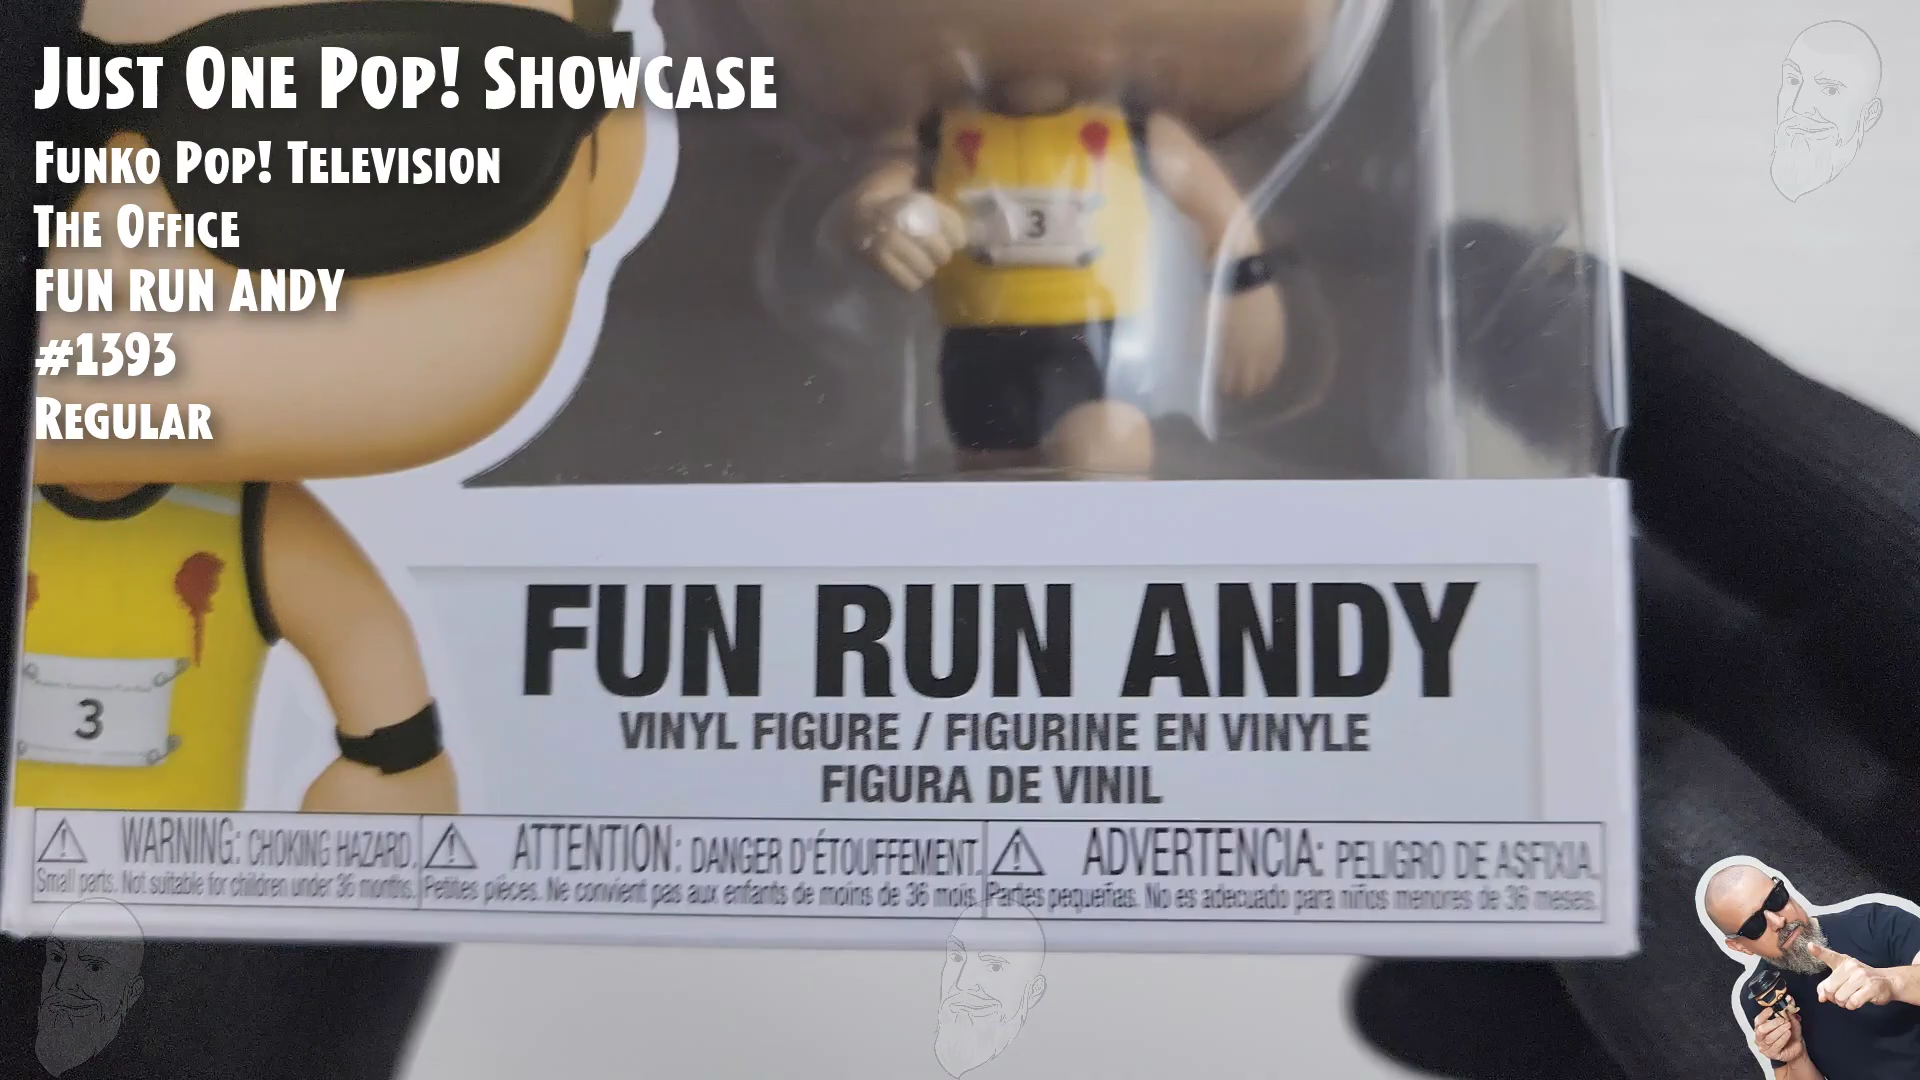 Just One Pop! Showcase
Funko Pop! Television
The Office
FUN RUN ANDY
#1393
Regular
3
3
FUN RUN ANDY
VINYL FIGURE / FIGURINE EN VINYLE
FIGURA DE VINIL
WARNING: CHOKING HAZARD.
Small parts. Not suitable for children under 36 months.
ATTENTION: DANGER D'ÉTOUFFEMENT.
Petites pièces. Ne convient pas aux enfants de moins de 36 mois.
ADVERTENCIA: PELIGRO DE ASFIXIA.
Partes pequeñas. No es adecuado para niños menores de 36 meses.